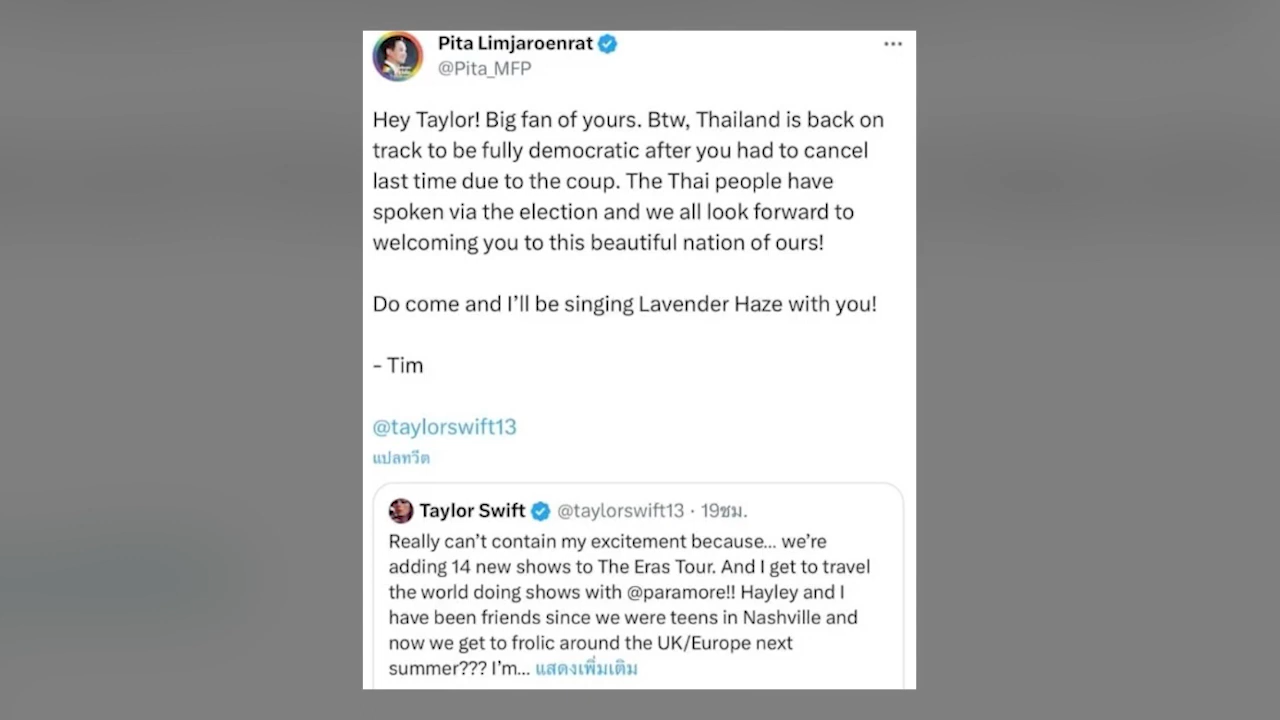 Pita Limjaroenrat
@Pita_MFP
Hey Taylor! Big fan of yours. Btw, Thailand is back on
track to be fully democratic after you had to cancel
last time due to the coup. The Thai people have
spoken via the election and we all look forward to
welcoming you to this beautiful nation of ours!
Do come and I’ll be singing Lavender Haze with you!
- Tim
@taylorswift13
แปลทวีต
Taylor Swift @taylorswift13 · 19ชม.
Really can’t contain my excitement because... we’re
adding 14 new shows to The Eras Tour. And I get to travel
the world doing shows with @paramore!! Hayley and I
have been friends since we were teens in Nashville and
now we get to frolic around the UK/Europe next
summer??? I’m... แสดงเพิ่มเติม